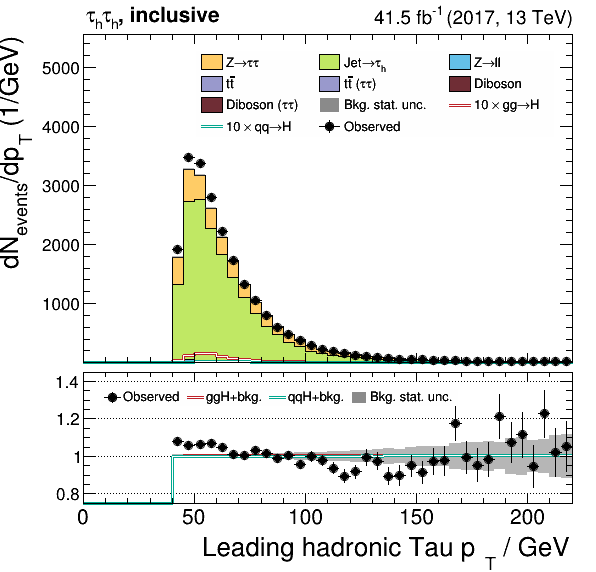 τhτh, inclusive 41.5 fb-1 (2017, 13 TeV)
dNevents/dpT (1/GeV)
5000
4000
3000
2000
1000
Z→ττ Jet→τh Z→ll
tt̄ tt̄ (ττ) Diboson
Diboson (ττ) Bkg. stat. unc. 10 × gg→H
10 × qq→H Observed
1.4
1.2
1
0.8
Observed ggH+bkg. qqH+bkg. Bkg. stat. unc.
0 50 100 150 200
Leading hadronic Tau p T / GeV